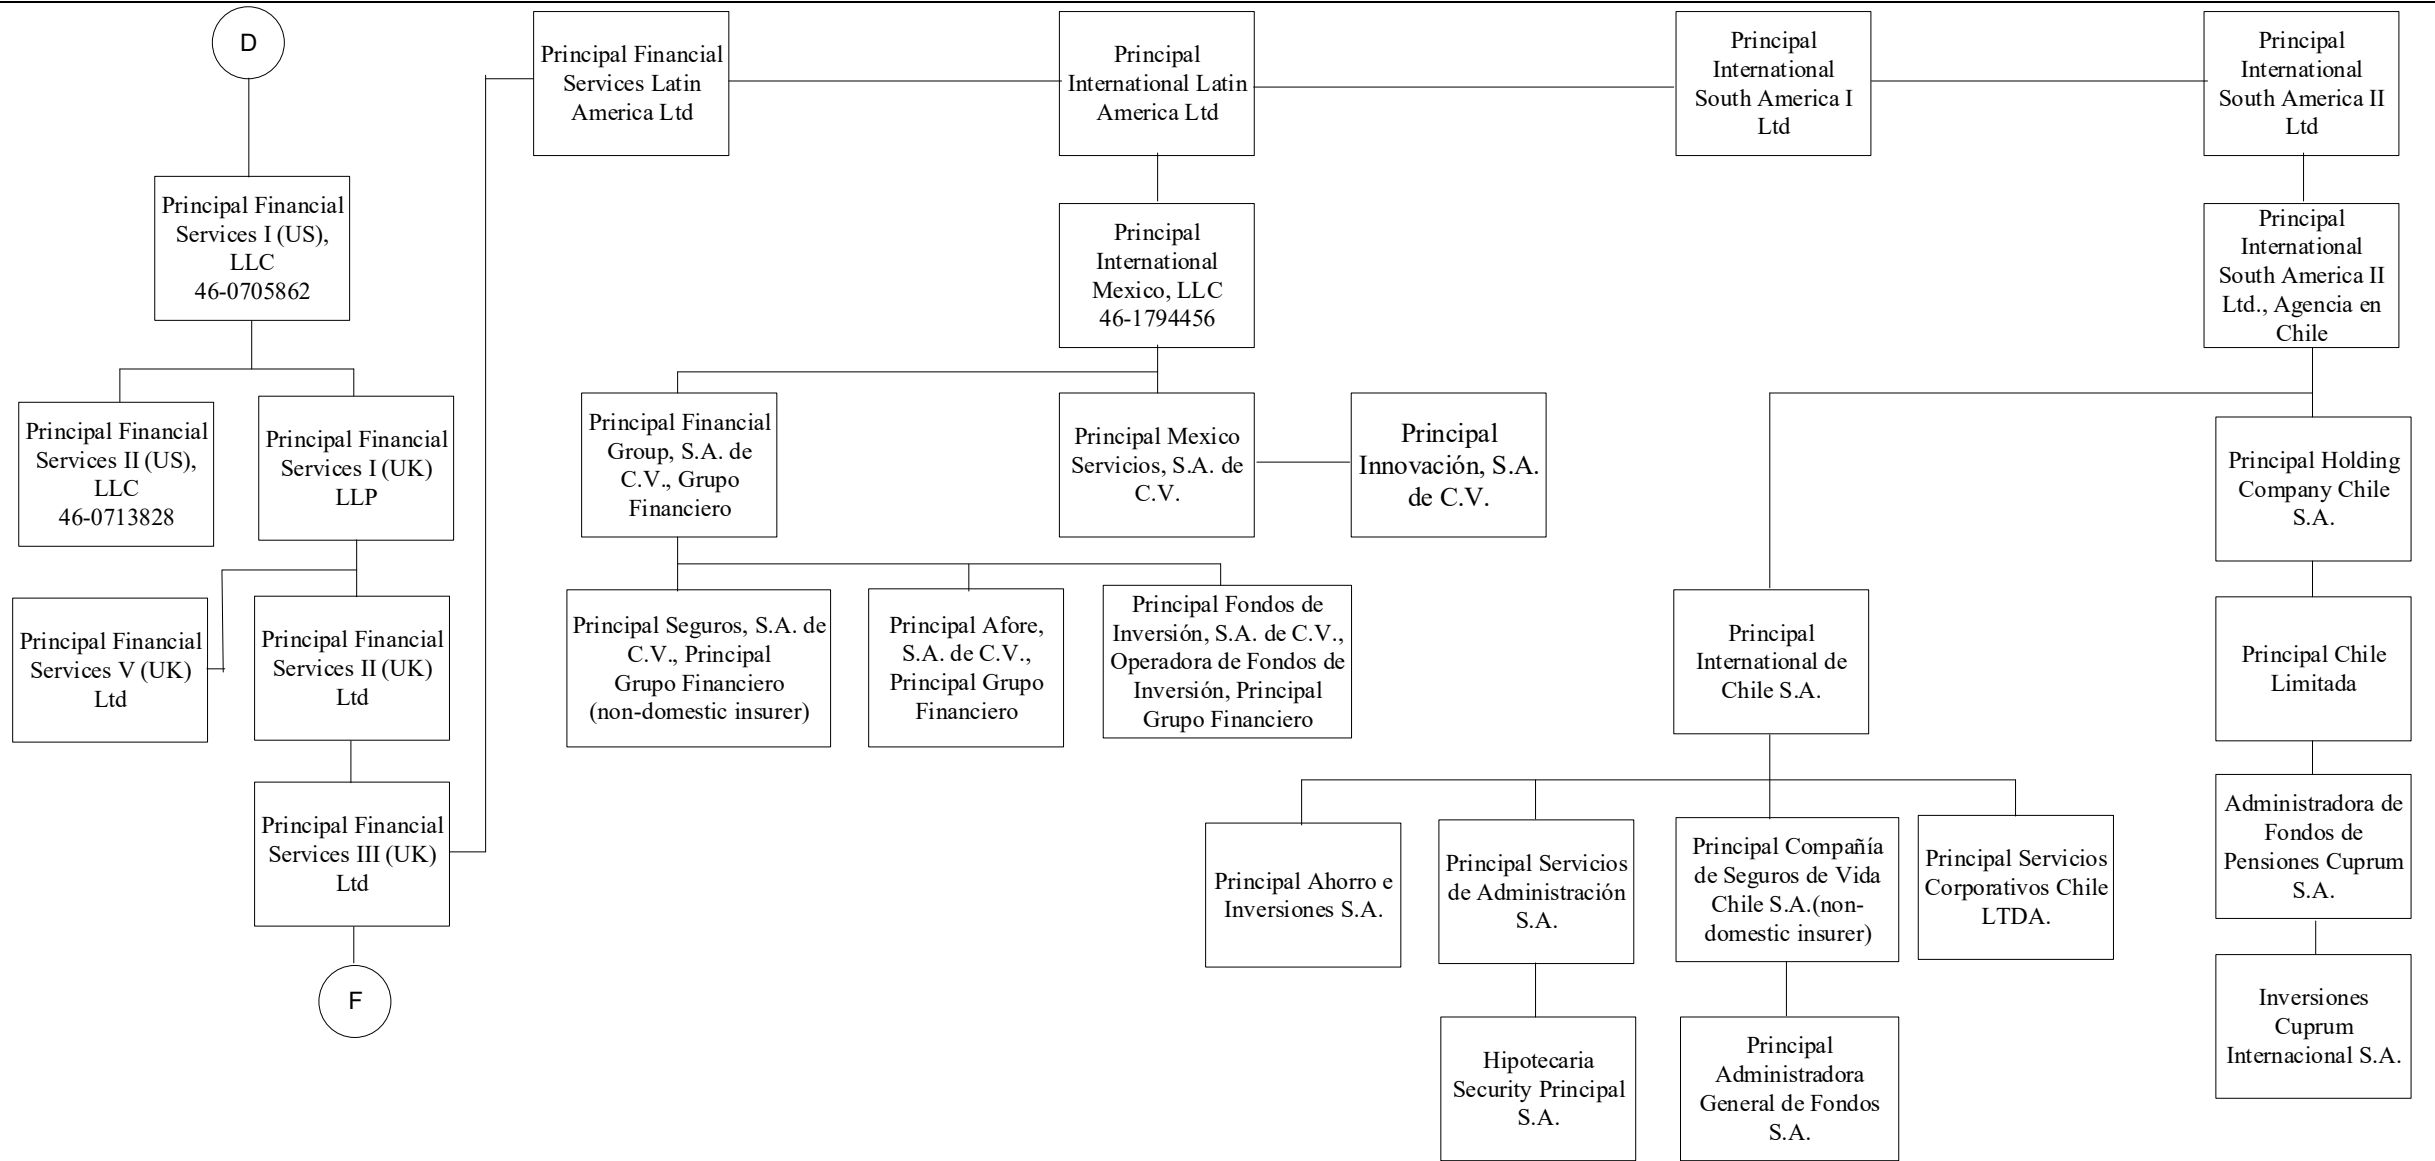 D
Principal Financial
Services Latin
America Ltd
Principal
International Latin
America Ltd
Principal
International
South America I
Ltd
Principal
International
South America II
Ltd
Principal Financial
Services I (US),
LLC
46-0705862
Principal
International
Mexico, LLC
46-1794456
Principal
International
South America II
Ltd., Agencia en
Chile
Principal Financial
Services II (US),
LLC
46-0713828
Principal Financial
Services I (UK)
LLP
Principal Financial
Group, S.A. de
C.V., Grupo
Financiero
Principal Mexico
Servicios, S.A. de
C.V.
Principal
Innovación, S.A.
de C.V.
Principal Holding
Company Chile
S.A.
Principal Financial
Services V (UK)
Ltd
Principal Financial
Services II (UK)
Ltd
Principal Seguros, S.A. de
C.V., Principal
Grupo Financiero
(non-domestic insurer)
Principal Afore,
S.A. de C.V.,
Principal Grupo
Financiero
Principal Fondos de
Inversión, S.A. de C.V.,
Operadora de Fondos de
Inversión, Principal
Grupo Financiero
Principal
International de
Chile S.A.
Principal Chile
Limitada
Principal Financial
Services III (UK)
Ltd
Principal Ahorro e
Inversiones S.A.
Principal Servicios
de Administración
S.A.
Principal Compañía
de Seguros de Vida
Chile S.A.(non-
domestic insurer)
Principal Servicios
Corporativos Chile
LTDA.
Administradora de
Fondos de
Pensiones Cuprum
S.A.
F
Hipotecaria
Security Principal
S.A.
Principal
Administradora
General de Fondos
S.A.
Inversiones
Cuprum
Internacional S.A.